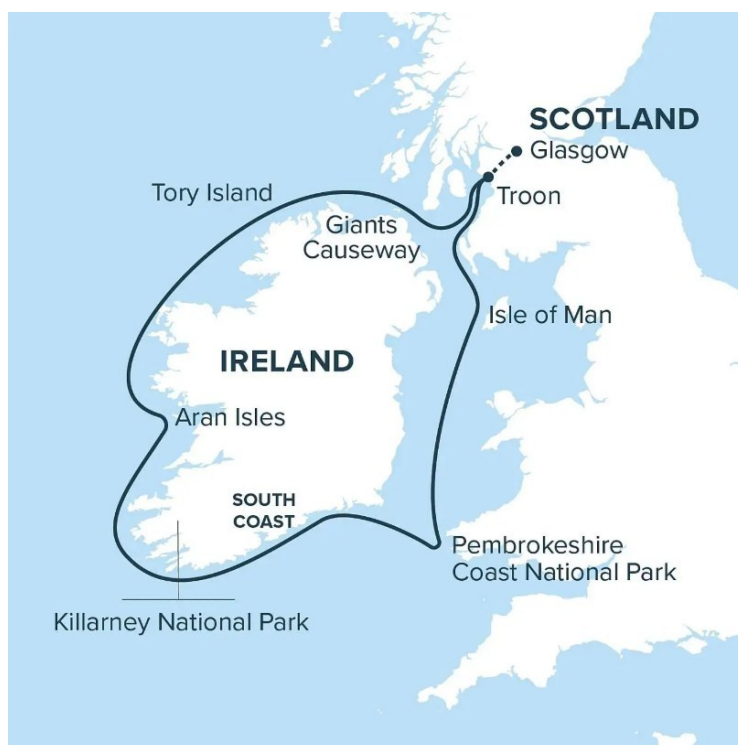 SCOTLAND
Glasgow
Troon
Tory Island
Giants
Causeway
Isle of Man
IRELAND
Aran Isles
SOUTH
COAST
Pembrokeshire
Coast National Park
Killarney National Park